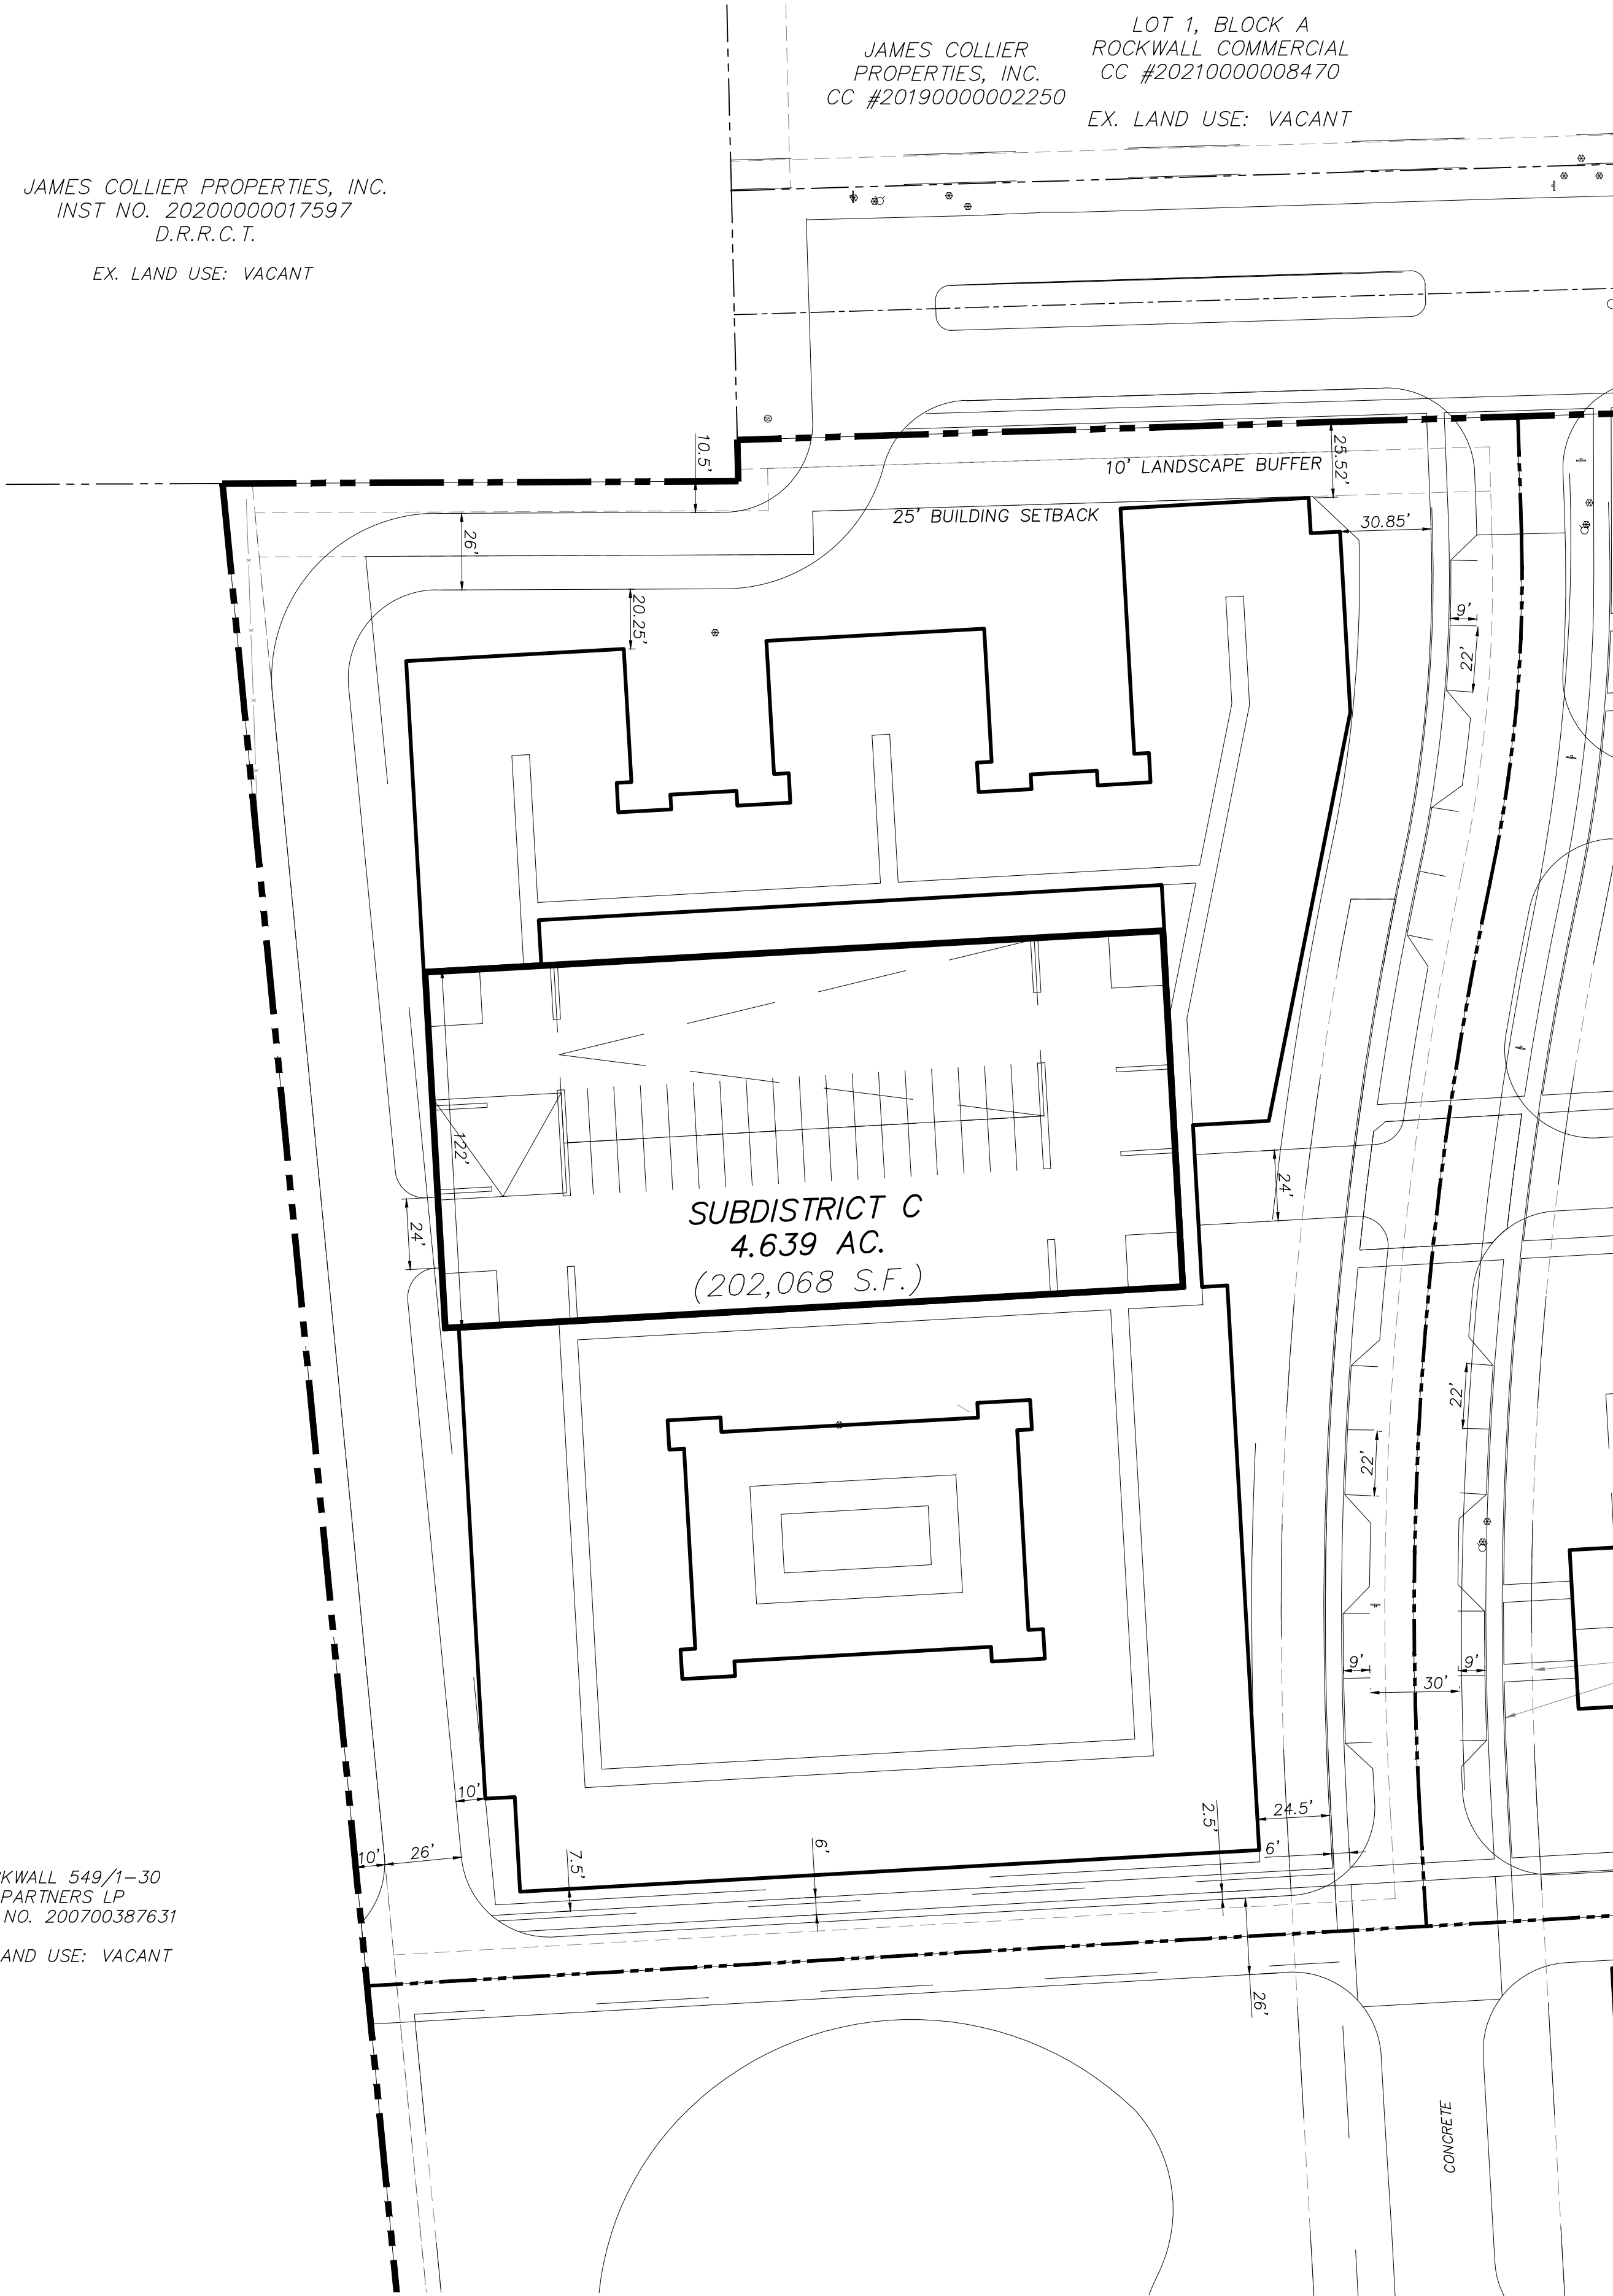 LOT 1, BLOCK A
ROCKWALL COMMERCIAL
CC #20210000008470
EX. LAND USE: VACANT
JAMES COLLIER
PROPERTIES, INC.
CC #20190000002250
JAMES COLLIER PROPERTIES, INC.
INST NO. 202000000017597
D.R.R.C.T.
EX. LAND USE: VACANT
10.5'
25.52'
10' LANDSCAPE BUFFER
25' BUILDING SETBACK
30.85'
26'
20.25'
9'
22'
122'
24'
24'
SUBDISTRICT C
4.639 AC.
(202,068 S.F.)
22'
22'
9'
9'
30'
10'
24.5'
2.5'
6'
6'
7.5'
10'
26'
KWALL 549/1-30
PARTNERS LP
NO. 200700387631
AND USE: VACANT
26'
CONCRETE